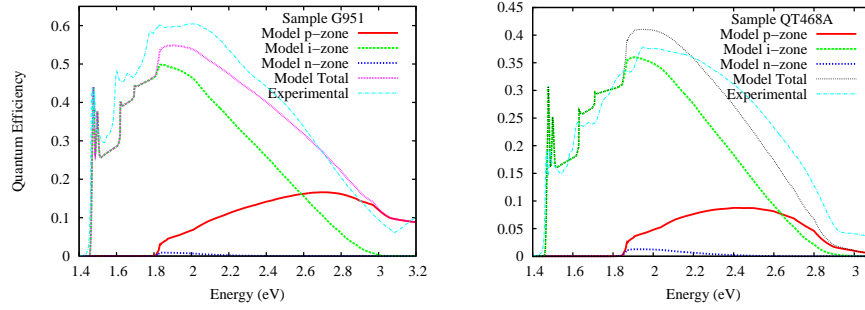 Sample G951
Model p-zone
Model i-zone
Model n-zone
Model Total
Experimental
Quantum Efficiency
0.6
0.5
0.4
0.3
0.2
0.1
0
1.4 1.6 1.8 2 2.2 2.4 2.6 2.8 3 3.2
Energy (eV)
Sample QT468A
Model p-zone
Model i-zone
Model n-zone
Model Total
Experimental
0.45
0.4
0.35
0.3
0.25
0.2
0.15
0.1
0.05
0
1.4 1.6 1.8 2 2.2 2.4 2.6 2.8 3
Energy (eV)